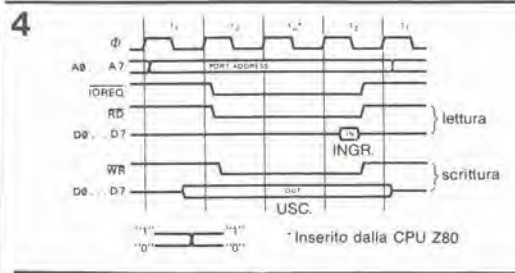 4
Φ
A0...A7
PORT ADDRESS
IOREQ
RD
lettura
D0...D7
IN
INGR.
WR
scrittura
D0...D7
OUT
USC.
"1" "1"
"0" "0"
*Inserito dalla CPU Z80